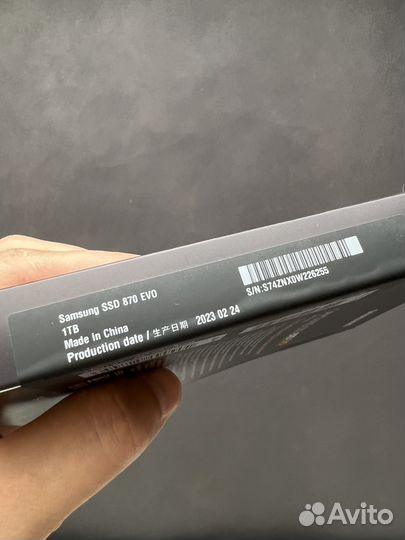 Samsung SSD 870 EVO
1TB
Made in China
Production date / 生产日期 2023 02 24
S/N:S74ZNX0W226255
Avito